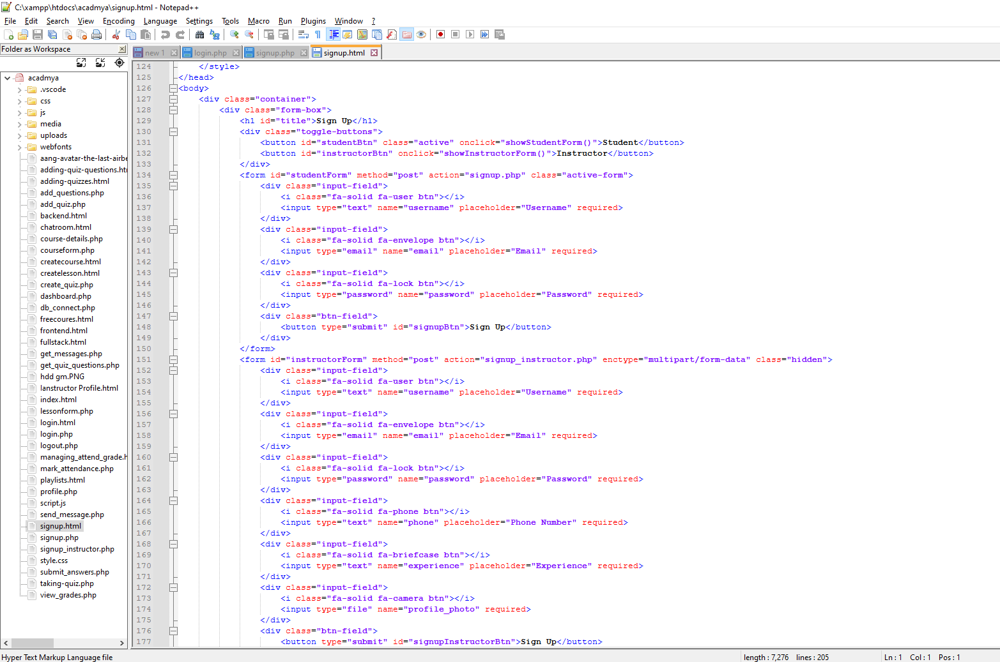 C:\xampp\htdocs\acadmya\signup.html - Notepad++
File Edit Search View Encoding Language Settings Tools Macro Run Plugins Window ?
Folder as Workspace
new 1 login.php signup.php signup.html
acadmya
.vscode
css
js
media
uploads
webfonts
aang-avatar-the-last-airbe
adding-quiz-questions.htr
adding-quizzes.html
add_questions.php
add_quiz.php
backend.html
chatroom.html
course-details.php
courseform.php
createcourse.html
createlesson.html
create_quiz.php
dashboard.php
db_connect.php
freecoures.html
frontend.html
fullstack.html
get_messages.php
get_quiz_questions.php
hdd gm.PNG
Ianstructor Profile.html
index.html
lessonform.php
login.html
login.php
logout.php
managing_attend_grade.h
mark_attendance.php
playlists.html
profile.php
script.js
send_message.php
signup.html
signup.php
signup_instructor.php
style.css
submit_answers.php
taking-quiz.php
view_grades.php
124 </style>
125 </head>
126 <body>
127 <div class="container">
128 <div class="form-box">
129 <h1 id="title">Sign Up</h1>
130 <div class="toggle-buttons">
131 <button id="studentBtn" class="active" onclick="showStudentForm()">Student</button>
132 <button id="instructorBtn" onclick="showInstructorForm()">Instructor</button>
133 </div>
134 <form id="studentForm" method="post" action="signup.php" class="active-form">
135 <div class="input-field">
136 <i class="fa-solid fa-user btn"></i>
137 <input type="text" name="username" placeholder="Username" required>
138 </div>
139 <div class="input-field">
140 <i class="fa-solid fa-envelope btn"></i>
141 <input type="email" name="email" placeholder="Email" required>
142 </div>
143 <div class="input-field">
144 <i class="fa-solid fa-lock btn"></i>
145 <input type="password" name="password" placeholder="Password" required>
146 </div>
147 <div class="btn-field">
148 <button type="submit" id="signupBtn">Sign Up</button>
149 </div>
150 </form>
151 <form id="instructorForm" method="post" action="signup_instructor.php" enctype="multipart/form-data" class="hidden">
152 <div class="input-field">
153 <i class="fa-solid fa-user btn"></i>
154 <input type="text" name="username" placeholder="Username" required>
155 </div>
156 <div class="input-field">
157 <i class="fa-solid fa-envelope btn"></i>
158 <input type="email" name="email" placeholder="Email" required>
159 </div>
160 <div class="input-field">
161 <i class="fa-solid fa-lock btn"></i>
162 <input type="password" name="password" placeholder="Password" required>
163 </div>
164 <div class="input-field">
165 <i class="fa-solid fa-phone btn"></i>
166 <input type="text" name="phone" placeholder="Phone Number" required>
167 </div>
168 <div class="input-field">
169 <i class="fa-solid fa-briefcase btn"></i>
170 <input type="text" name="experience" placeholder="Experience" required>
171 </div>
172 <div class="input-field">
173 <i class="fa-solid fa-camera btn"></i>
174 <input type="file" name="profile_photo" required>
175 </div>
176 <div class="btn-field">
177 <button type="submit" id="signupInstructorBtn">Sign Up</button>
Hyper Text Markup Language file length : 7,276 lines : 205 Ln : 1 Col : 1 Pos : 1